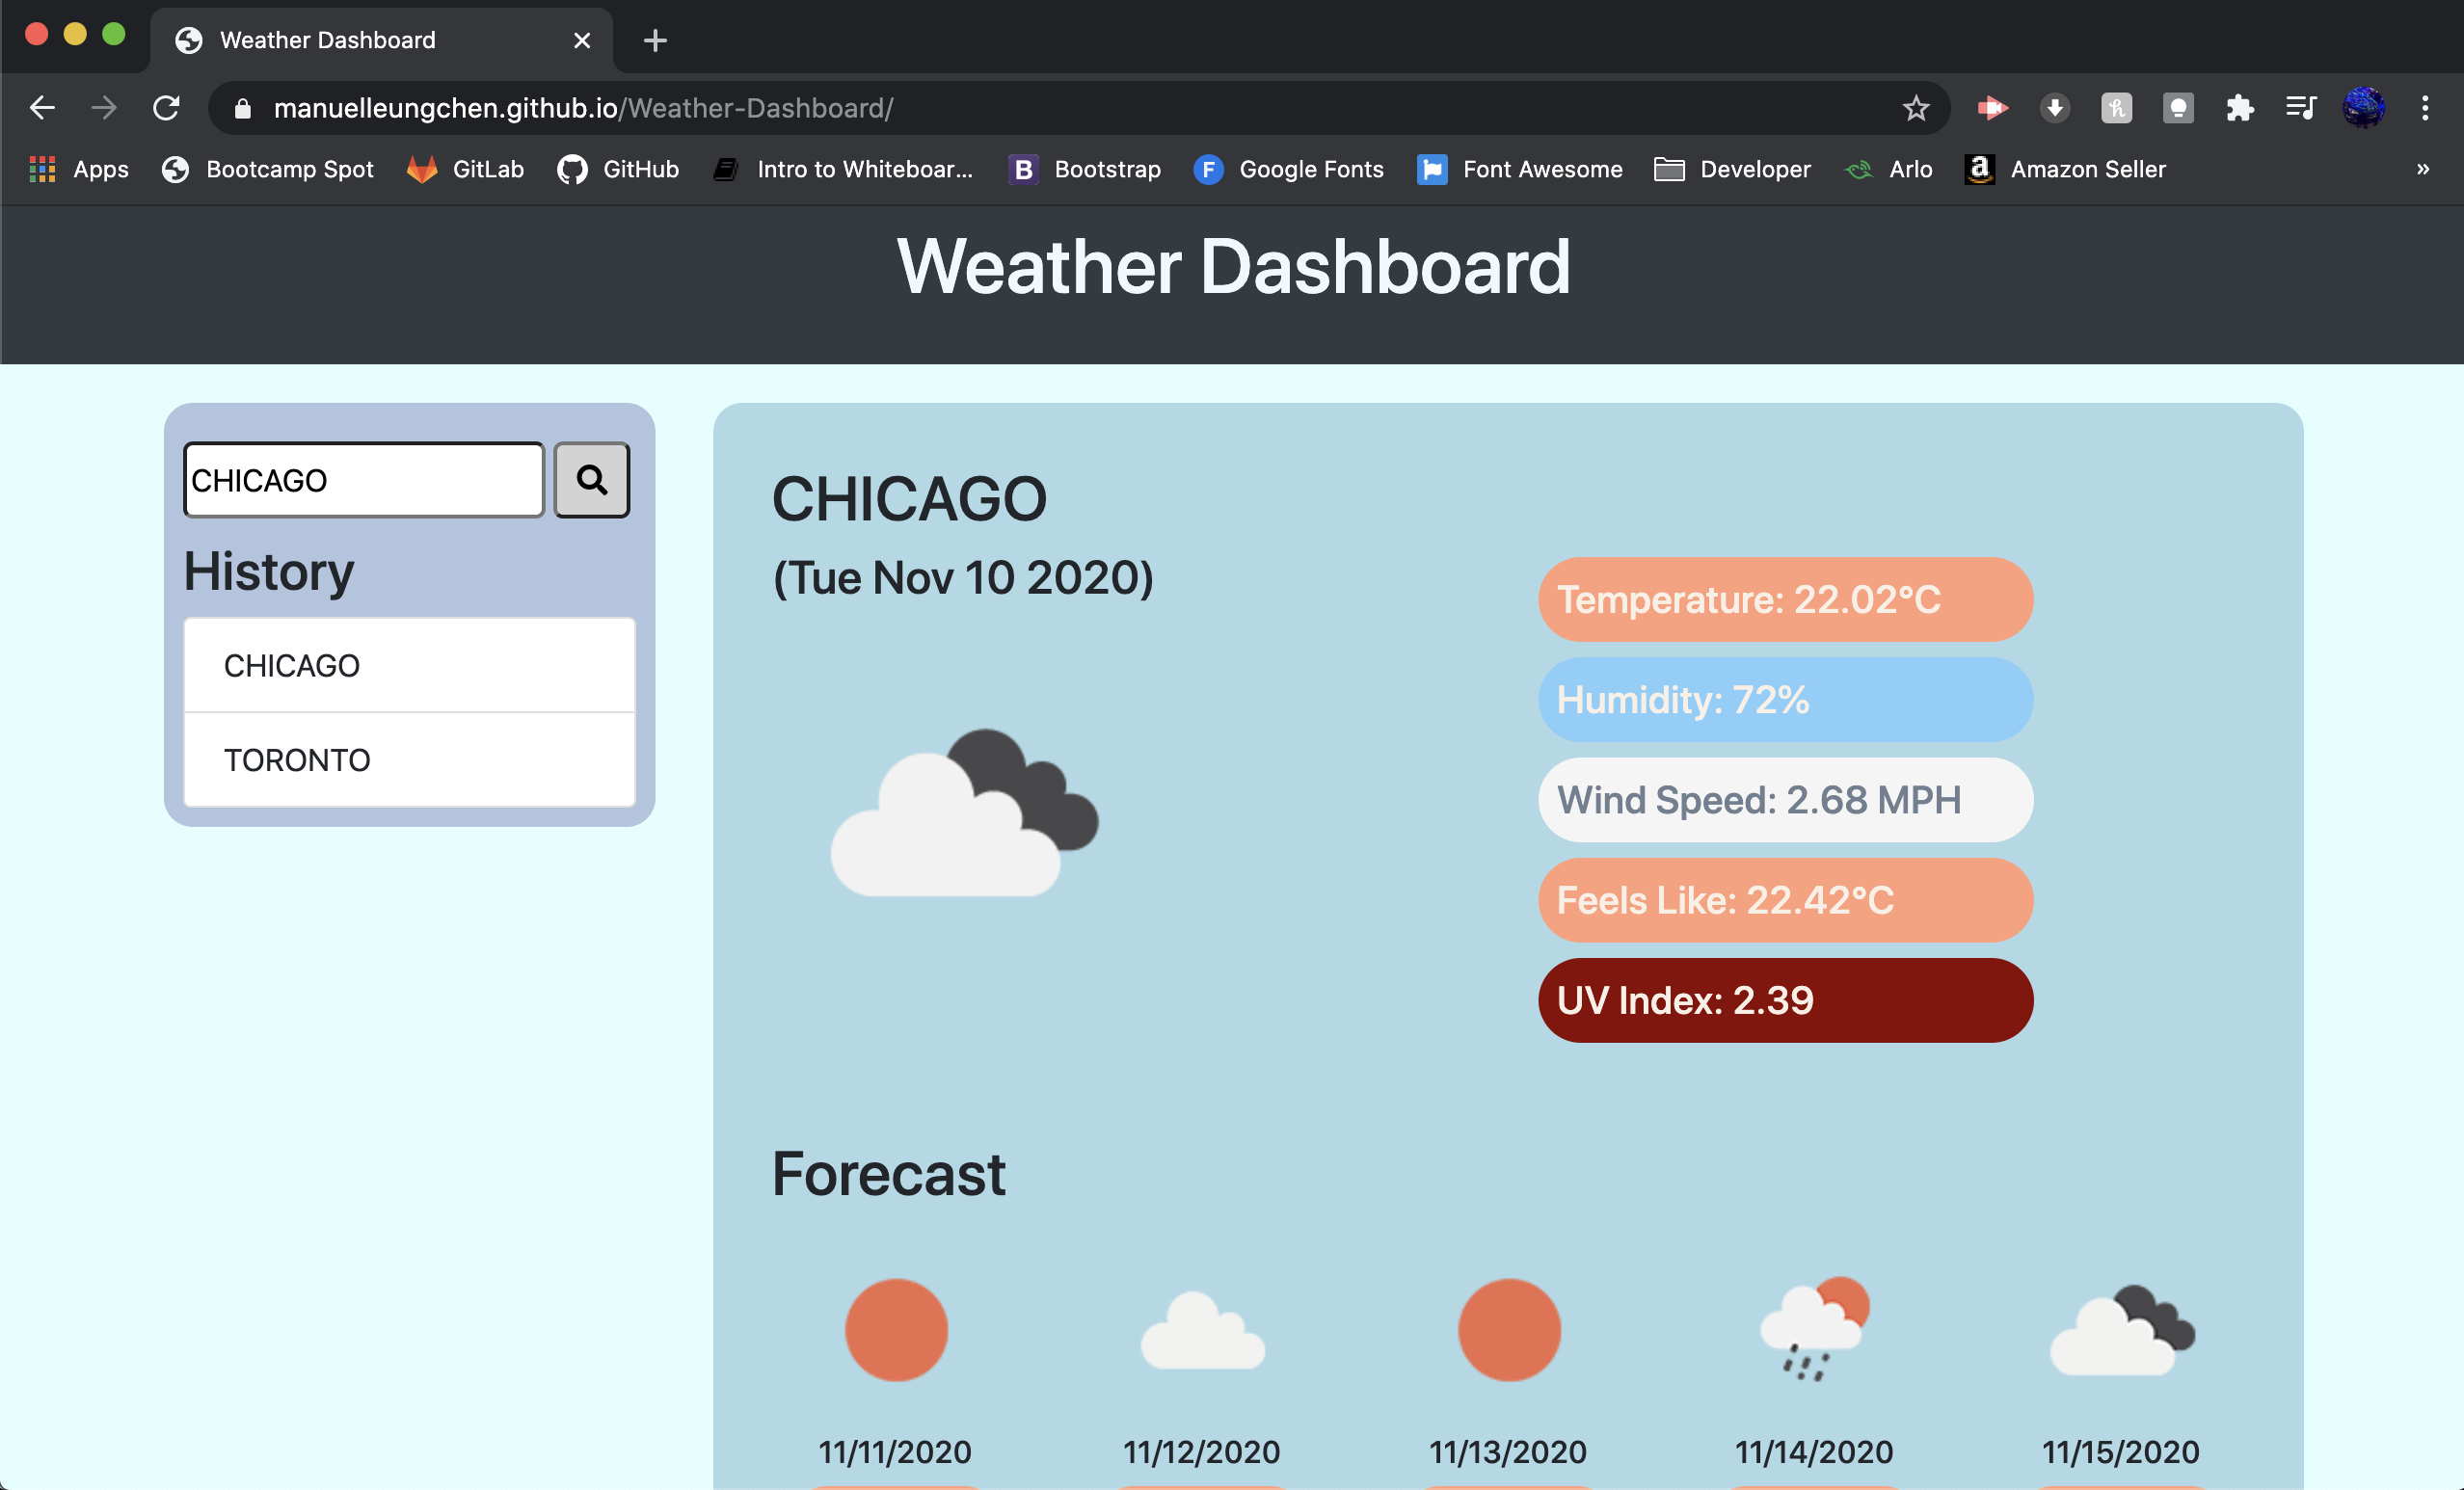 Weather Dashboard
manuelleungchen.github.io/Weather-Dashboard/
Apps Bootcamp Spot GitLab GitHub Intro to Whiteboar... B Bootstrap F Google Fonts Font Awesome Developer Arlo a Amazon Seller »
Weather Dashboard
CHICAGO
History
CHICAGO
TORONTO
CHICAGO
(Tue Nov 10 2020)
Temperature: 22.02°C
Humidity: 72%
Wind Speed: 2.68 MPH
Feels Like: 22.42°C
UV Index: 2.39
Forecast
11/11/2020 11/12/2020 11/13/2020 11/14/2020 11/15/2020